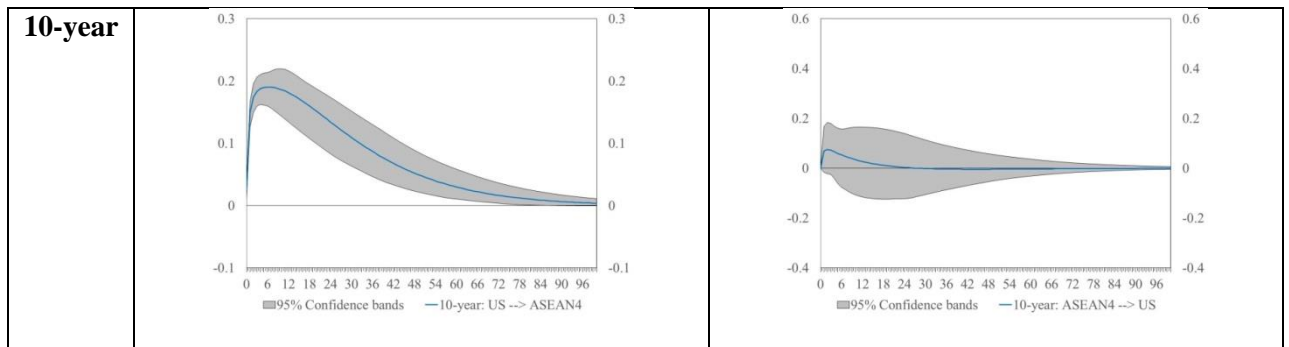 10-year
0.3 0.3
0.2 0.2
0.1 0.1
0 0
-0.1 -0.1
0 6 12 18 24 30 36 42 48 54 60 66 72 78 84 90 96
95% Confidence bands 10-year: US --> ASEAN4
0.6 0.6
0.4 0.4
0.2 0.2
0 0
-0.2 -0.2
-0.4 -0.4
0 6 12 18 24 30 36 42 48 54 60 66 72 78 84 90 96
95% Confidence bands 10-year: ASEAN4 --> US